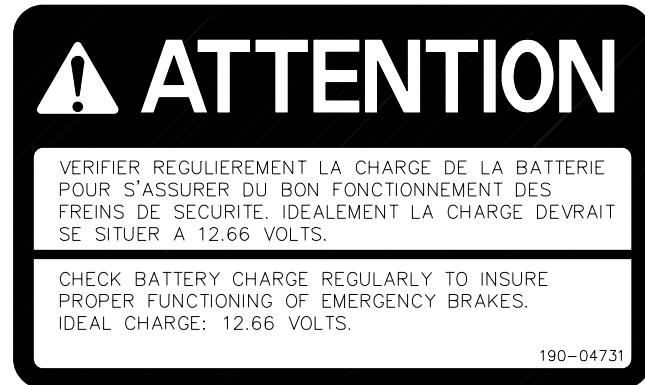 ATTENTION
VERIFIER REGULIEREMENT LA CHARGE DE LA BATTERIE
POUR S'ASSURER DU BON FONCTIONNEMENT DES
FREINS DE SECURITE. IDEALEMENT LA CHARGE DEVRAIT
SE SITUER A 12.66 VOLTS.
CHECK BATTERY CHARGE REGULARLY TO INSURE
PROPER FUNCTIONING OF EMERGENCY BRAKES.
IDEAL CHARGE: 12.66 VOLTS.
190-04731